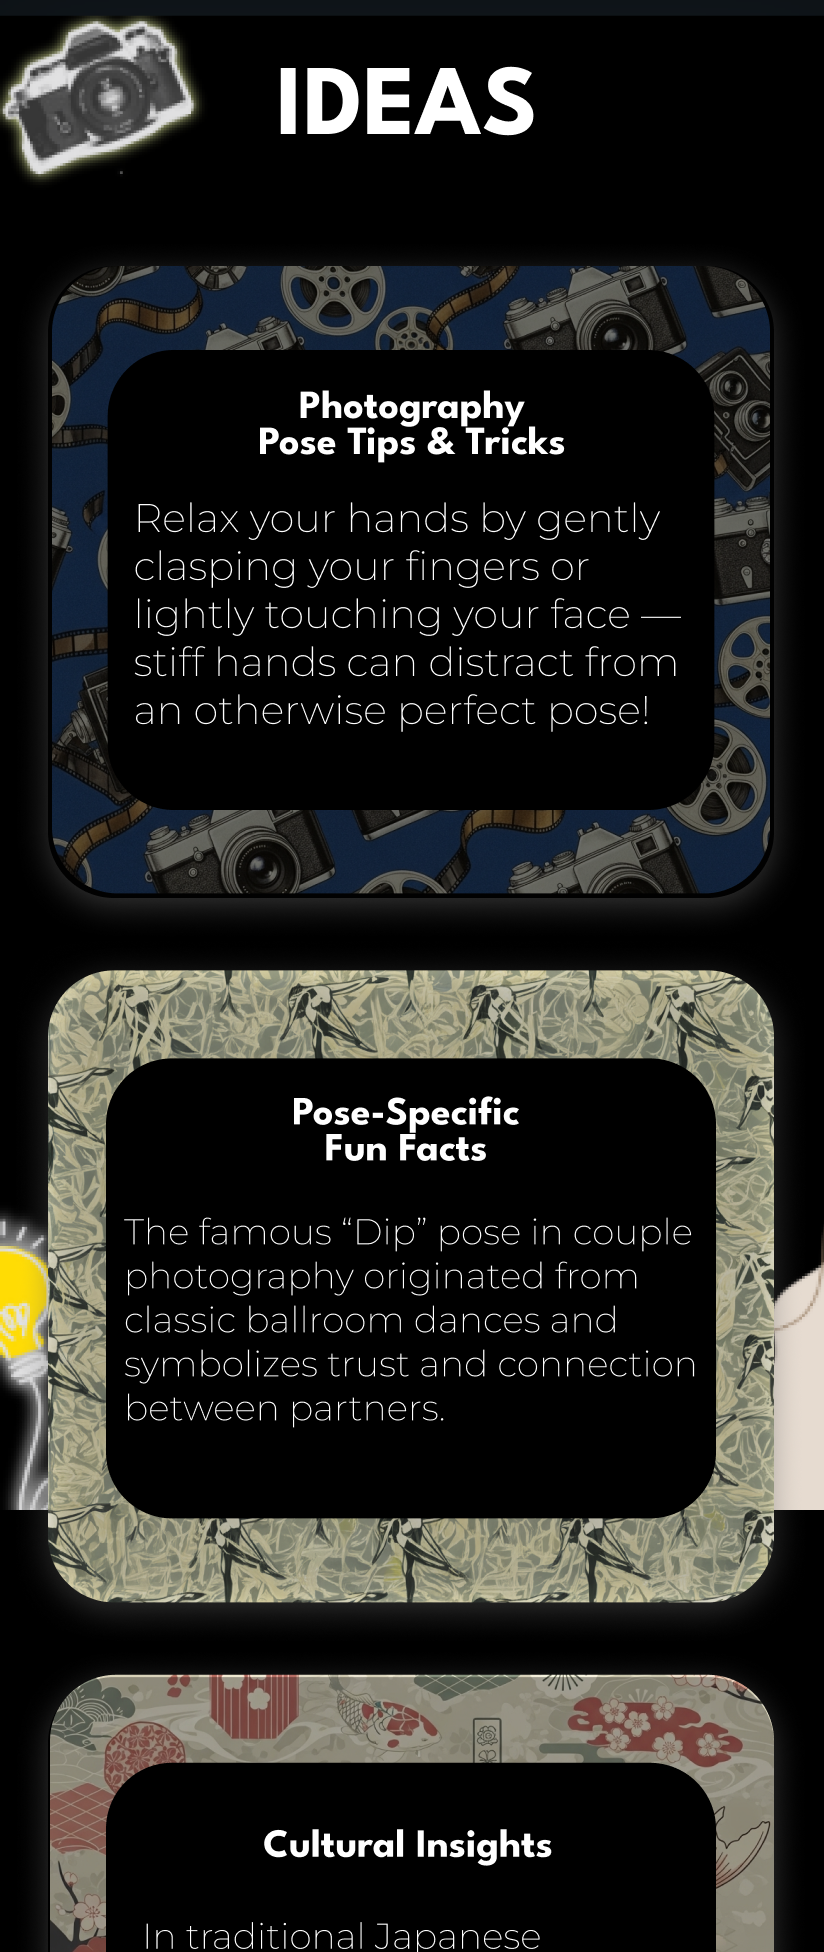 IDEAS
Photography
Pose Tips & Tricks
Relax your hands by gently
clasping your fingers or
lightly touching your face —
stiff hands can distract from
an otherwise perfect pose!
Pose-Specific
Fun Facts
The famous “Dip” pose in couple
photography originated from
classic ballroom dances and
symbolizes trust and connection
between partners.
Cultural Insights
In traditional Japanese